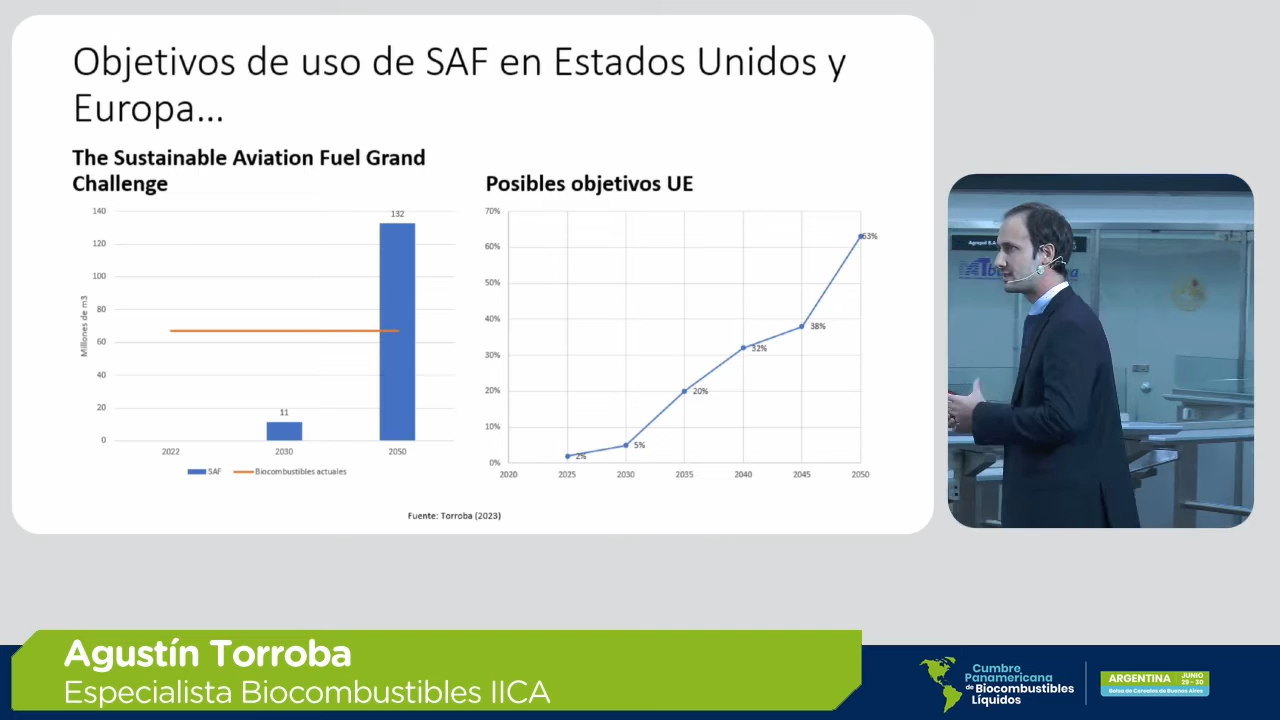 Objetivos de uso de SAF en Estados Unidos y
Europa...
The Sustainable Aviation Fuel Grand
Challenge
140
120
100
80
60
40
20
0
Millones de m3
11
132
2022
2030
2050
SAF
Biocombustibles actuales
Posibles objetivos UE
70%
60%
50%
40%
30%
20%
10%
0%
2%
5%
20%
32%
38%
63%
2020
2025
2030
2035
2040
2045
2050
Fuente: Torroba (2023)
Agustín Torroba
Especialista Biocombustibles IICA
Cumbre
Panamericana
de Biocombustibles
Líquidos
ARGENTINA
JUNIO
29 - 30
Bolsa de Cereales de Buenos Aires